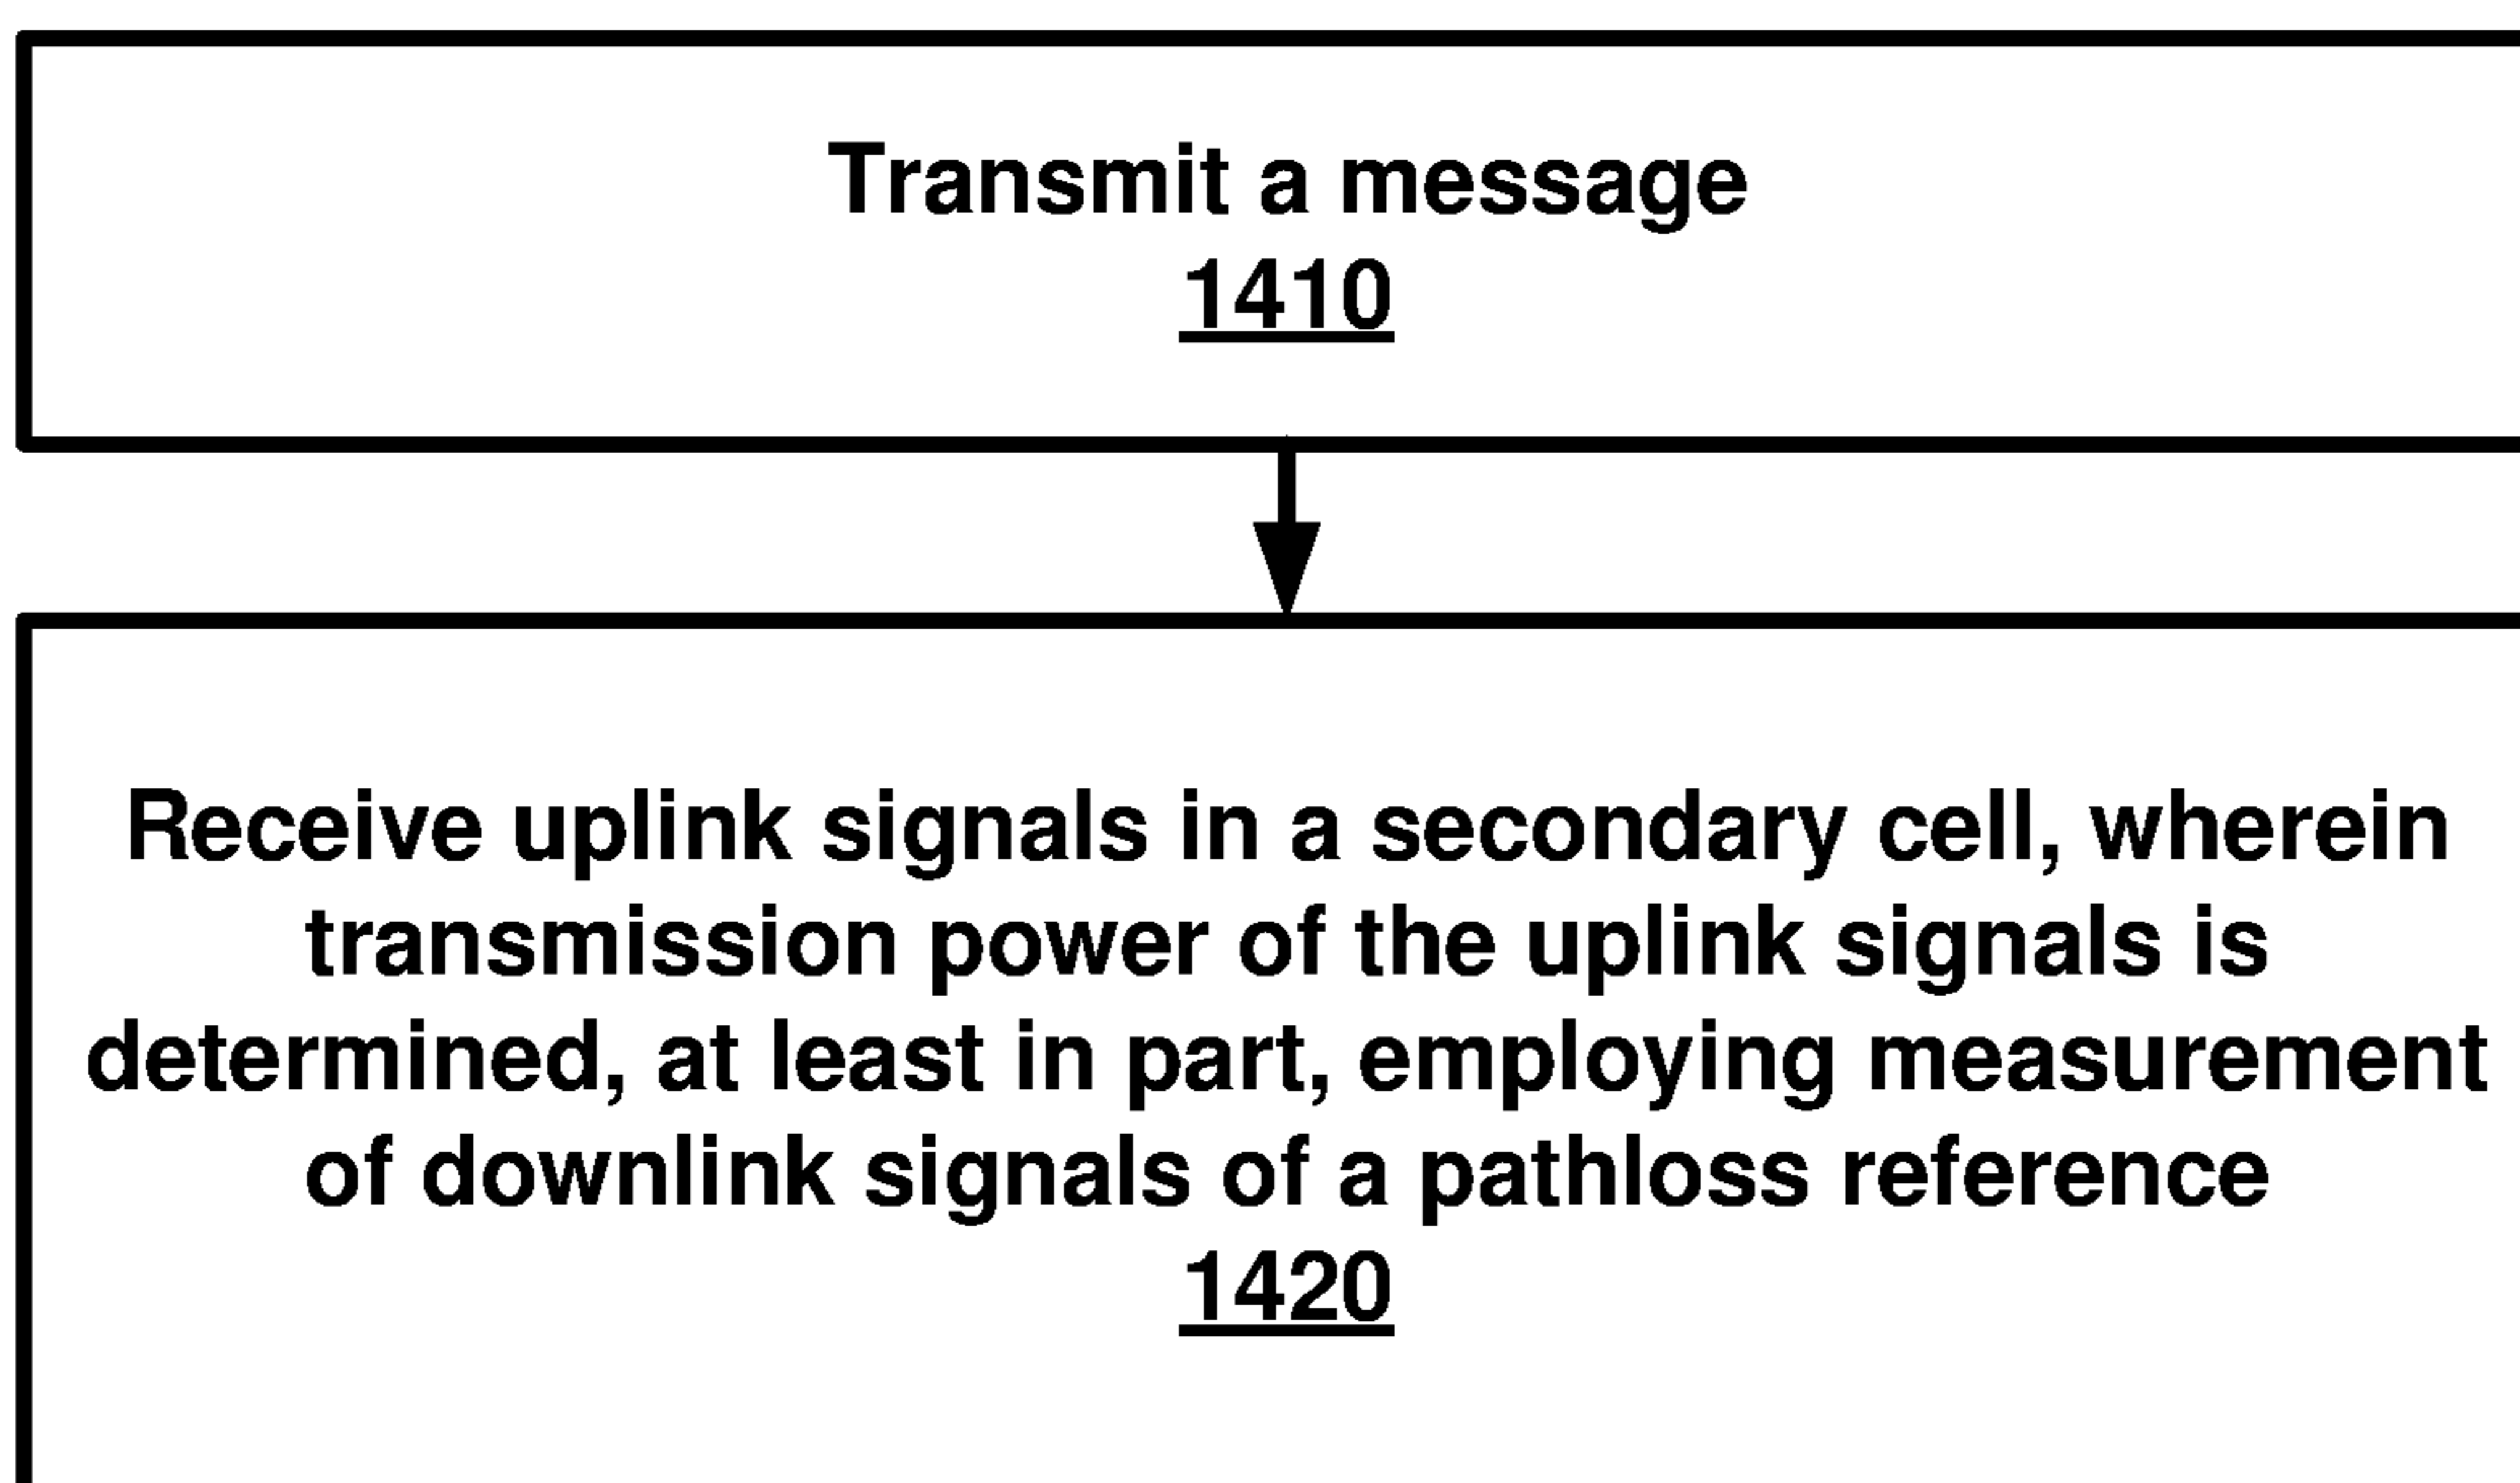 Transmit a message
1410
Receive uplink signals in a secondary cell, wherein
transmission power of the uplink signals is
determined, at least in part, employing measurement
of downlink signals of a pathloss reference
1420